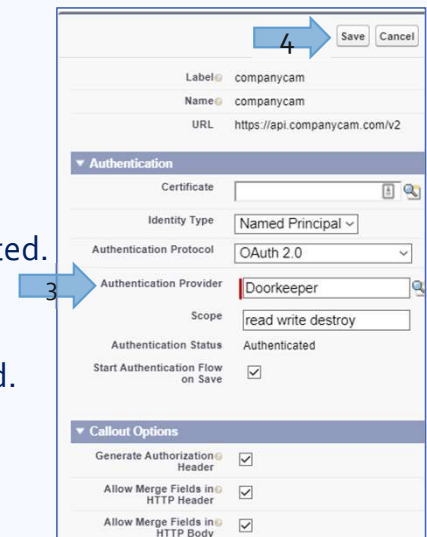 4
Save Cancel
Label companycam
Name companycam
URL https://api.companycam.com/v2
Authentication
Certificate
Identity Type Named Principal
ted.
Authentication Protocol OAuth 2.0
3
Authentication Provider Doorkeeper
Scope read write destroy
Authentication Status Authenticated
d.
Start Authentication Flow
on Save
Callout Options
Generate Authorization
Header
Allow Merge Fields in
HTTP Header
Allow Merge Fields in
HTTP Body